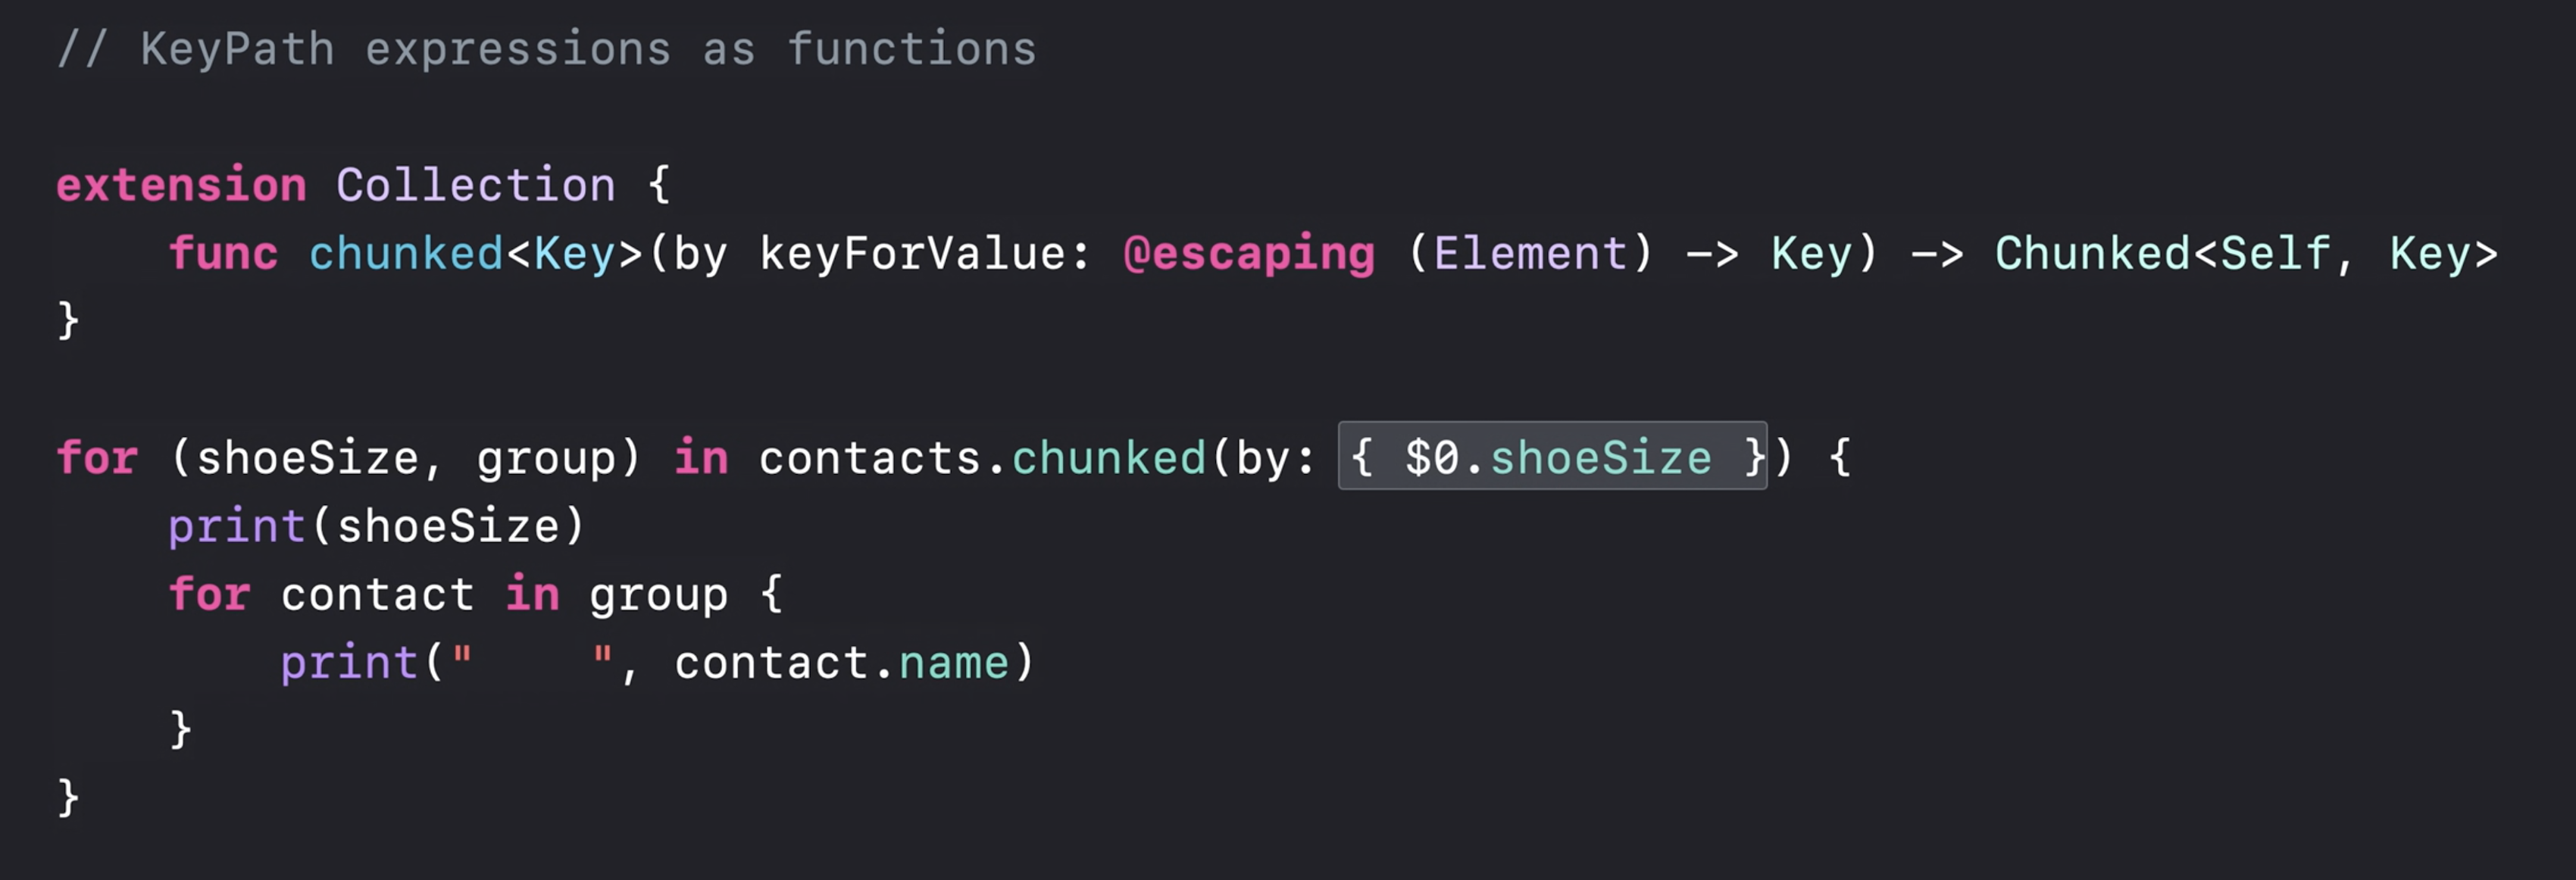 // KeyPath expressions as functions
extension Collection {
    func chunked<Key>(by keyForValue: @escaping (Element) -> Key) -> Chunked<Self, Key>
}
for (shoeSize, group) in contacts.chunked(by: { $0.shoeSize }) {
    print(shoeSize)
    for contact in group {
        print("    ", contact.name)
    }
}